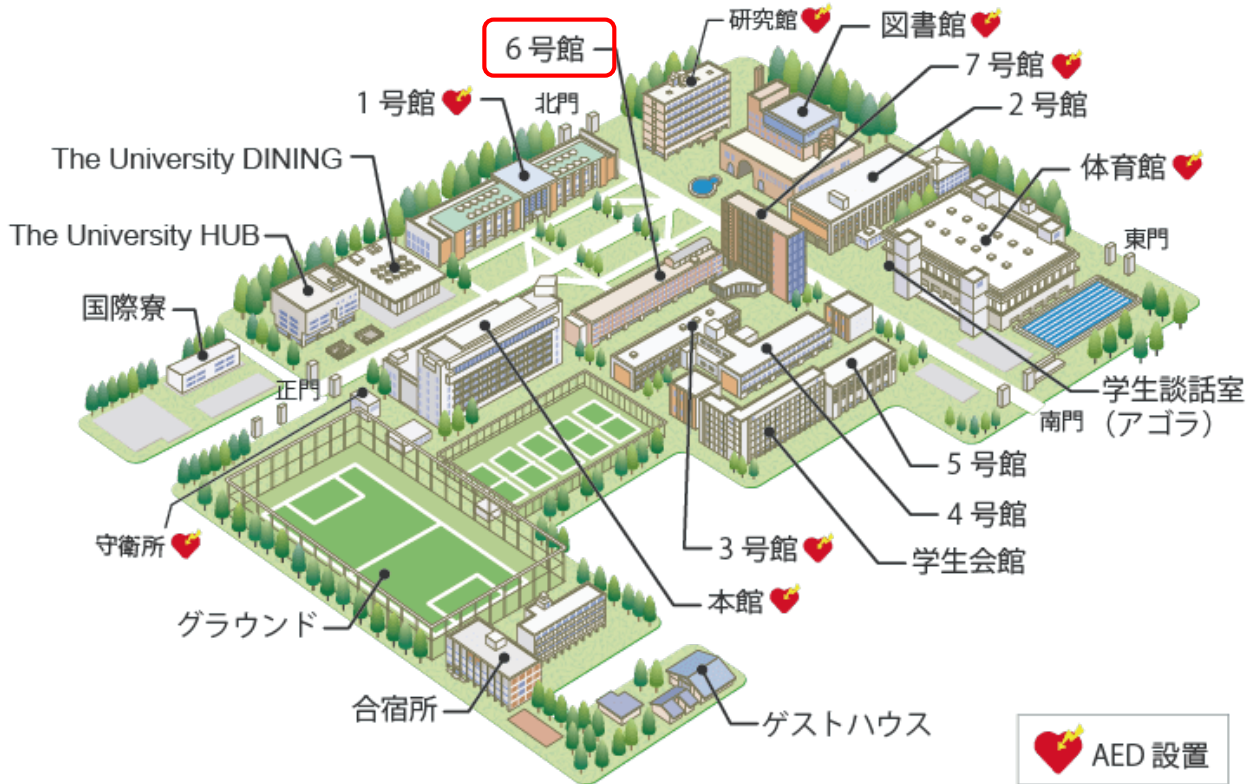 研究館
図書館
6号館
7号館
1号館
北門
2号館
The University DINING
体育館
The University HUB
東門
国際寮
正門
学生談話室
(アゴラ)
南門
5号館
4号館
守衛所
3号館
学生会館
本館
グラウンド
合宿所
ゲストハウス
AED 設置